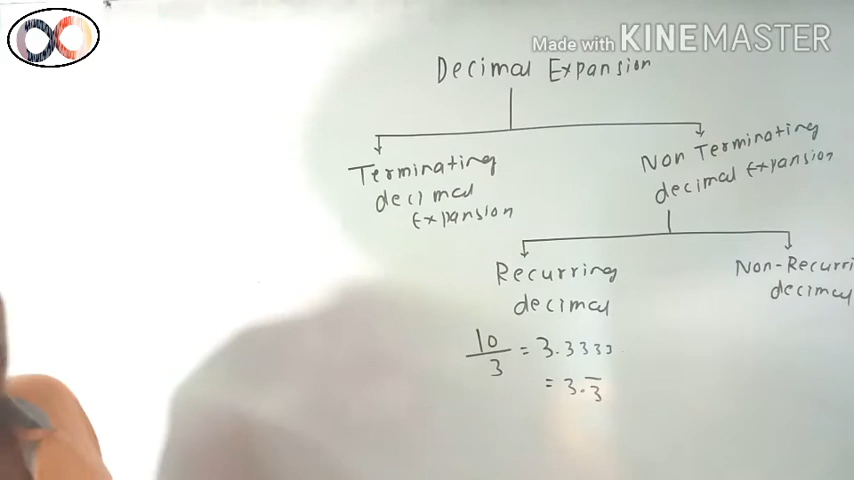 Made with KINEMASTER
Decimal Expansion
Terminating
decimal
Expansion
Non Terminating
decimal Expansion
Recurring
decimal
Non-Recurri
decimal
10/3 = 3.3333
= 3.3̅